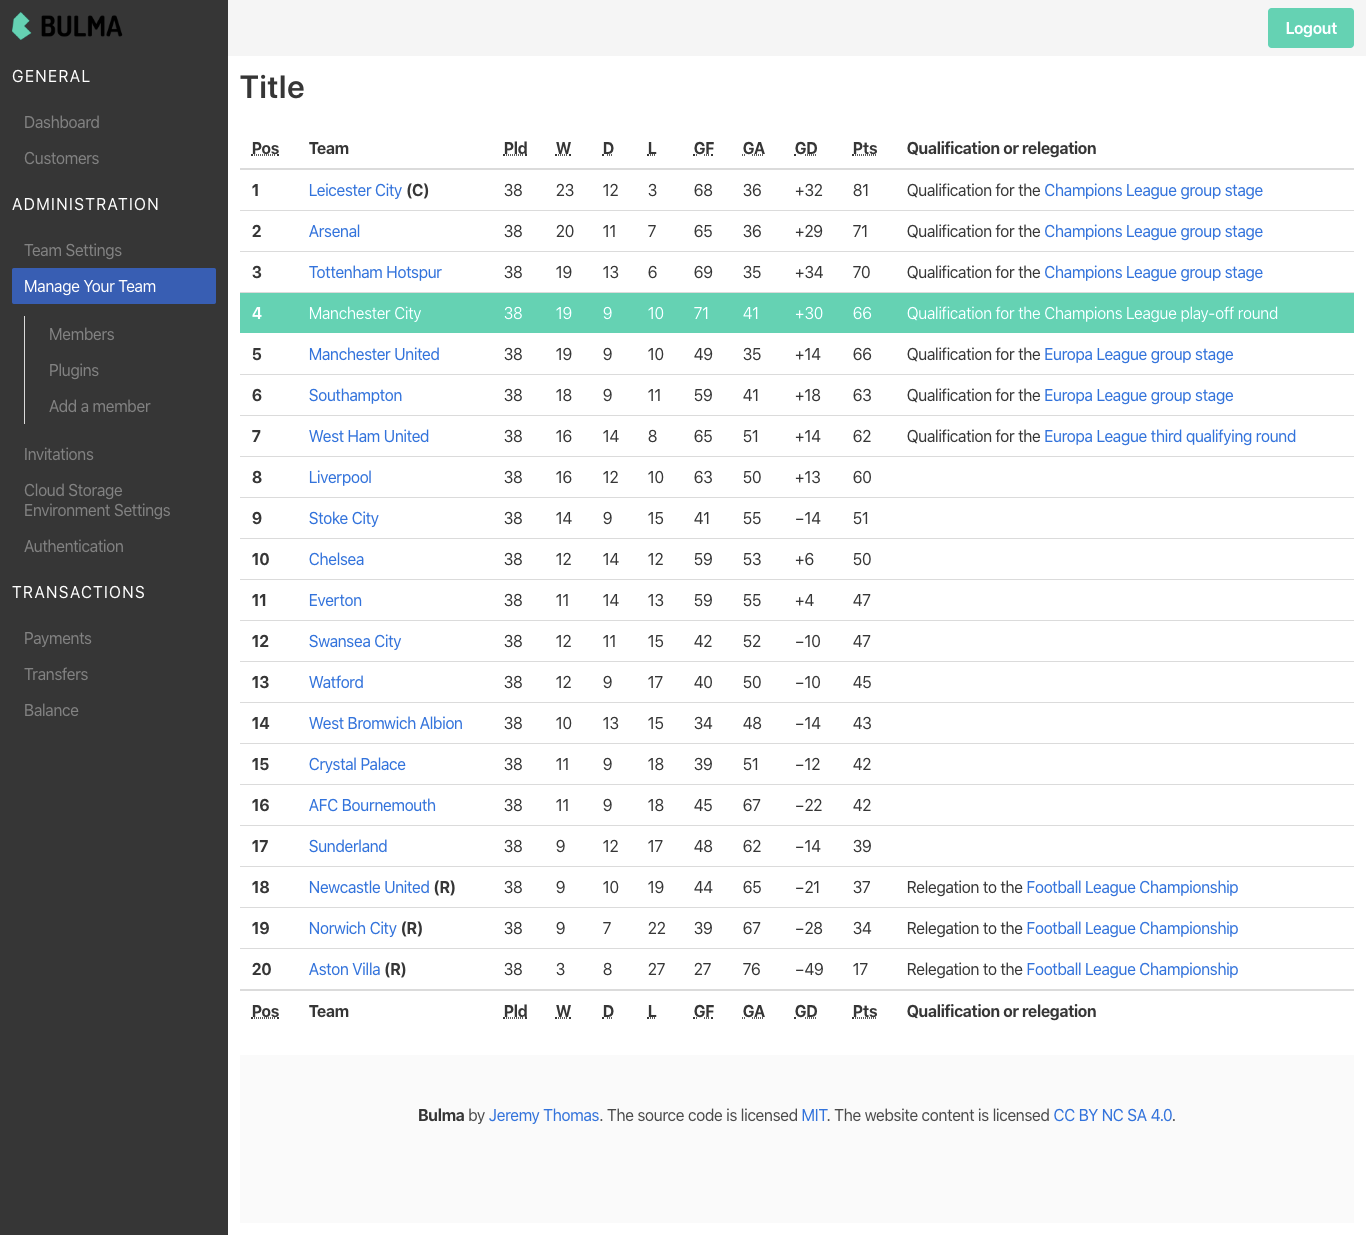 BULMA
GENERAL
Dashboard
Customers
ADMINISTRATION
Team Settings
Manage Your Team
Members
Plugins
Add a member
Invitations
Cloud Storage
Environment Settings
Authentication
TRANSACTIONS
Payments
Transfers
Balance
Logout
Title
Pos Team Pld W D L GF GA GD Pts Qualification or relegation
1 Leicester City (C) 38 23 12 3 68 36 +32 81 Qualification for the Champions League group stage
2 Arsenal 38 20 11 7 65 36 +29 71 Qualification for the Champions League group stage
3 Tottenham Hotspur 38 19 13 6 69 35 +34 70 Qualification for the Champions League group stage
4 Manchester City 38 19 9 10 71 41 +30 66 Qualification for the Champions League play-off round
5 Manchester United 38 19 9 10 49 35 +14 66 Qualification for the Europa League group stage
6 Southampton 38 18 9 11 59 41 +18 63 Qualification for the Europa League group stage
7 West Ham United 38 16 14 8 65 51 +14 62 Qualification for the Europa League third qualifying round
8 Liverpool 38 16 12 10 63 50 +13 60
9 Stoke City 38 14 9 15 41 55 −14 51
10 Chelsea 38 12 14 12 59 53 +6 50
11 Everton 38 11 14 13 59 55 +4 47
12 Swansea City 38 12 11 15 42 52 −10 47
13 Watford 38 12 9 17 40 50 −10 45
14 West Bromwich Albion 38 10 13 15 34 48 −14 43
15 Crystal Palace 38 11 9 18 39 51 −12 42
16 AFC Bournemouth 38 11 9 18 45 67 −22 42
17 Sunderland 38 9 12 17 48 62 −14 39
18 Newcastle United (R) 38 9 10 19 44 65 −21 37 Relegation to the Football League Championship
19 Norwich City (R) 38 9 7 22 39 67 −28 34 Relegation to the Football League Championship
20 Aston Villa (R) 38 3 8 27 27 76 −49 17 Relegation to the Football League Championship
Pos Team Pld W D L GF GA GD Pts Qualification or relegation
Bulma by Jeremy Thomas. The source code is licensed MIT. The website content is licensed CC BY NC SA 4.0.